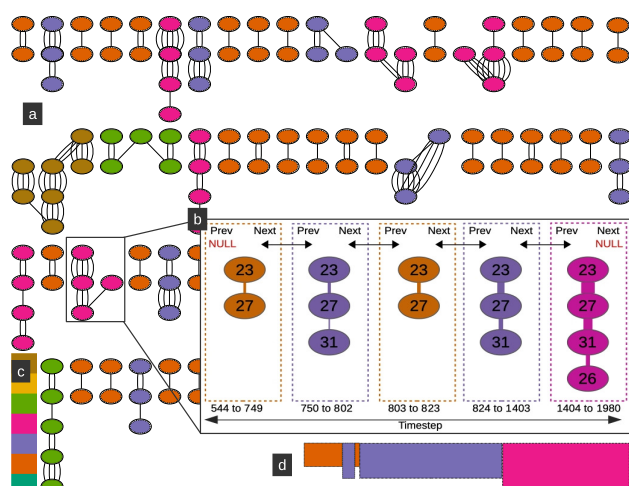 a
b
Prev Next Prev Next Prev Next Prev Next Prev Next
NULL NULL
23 23 23 23 23
27 27 27 27 27
31 31 31
26
c
544 to 749 750 to 802 803 to 823 824 to 1403 1404 to 1980
Timestep
d